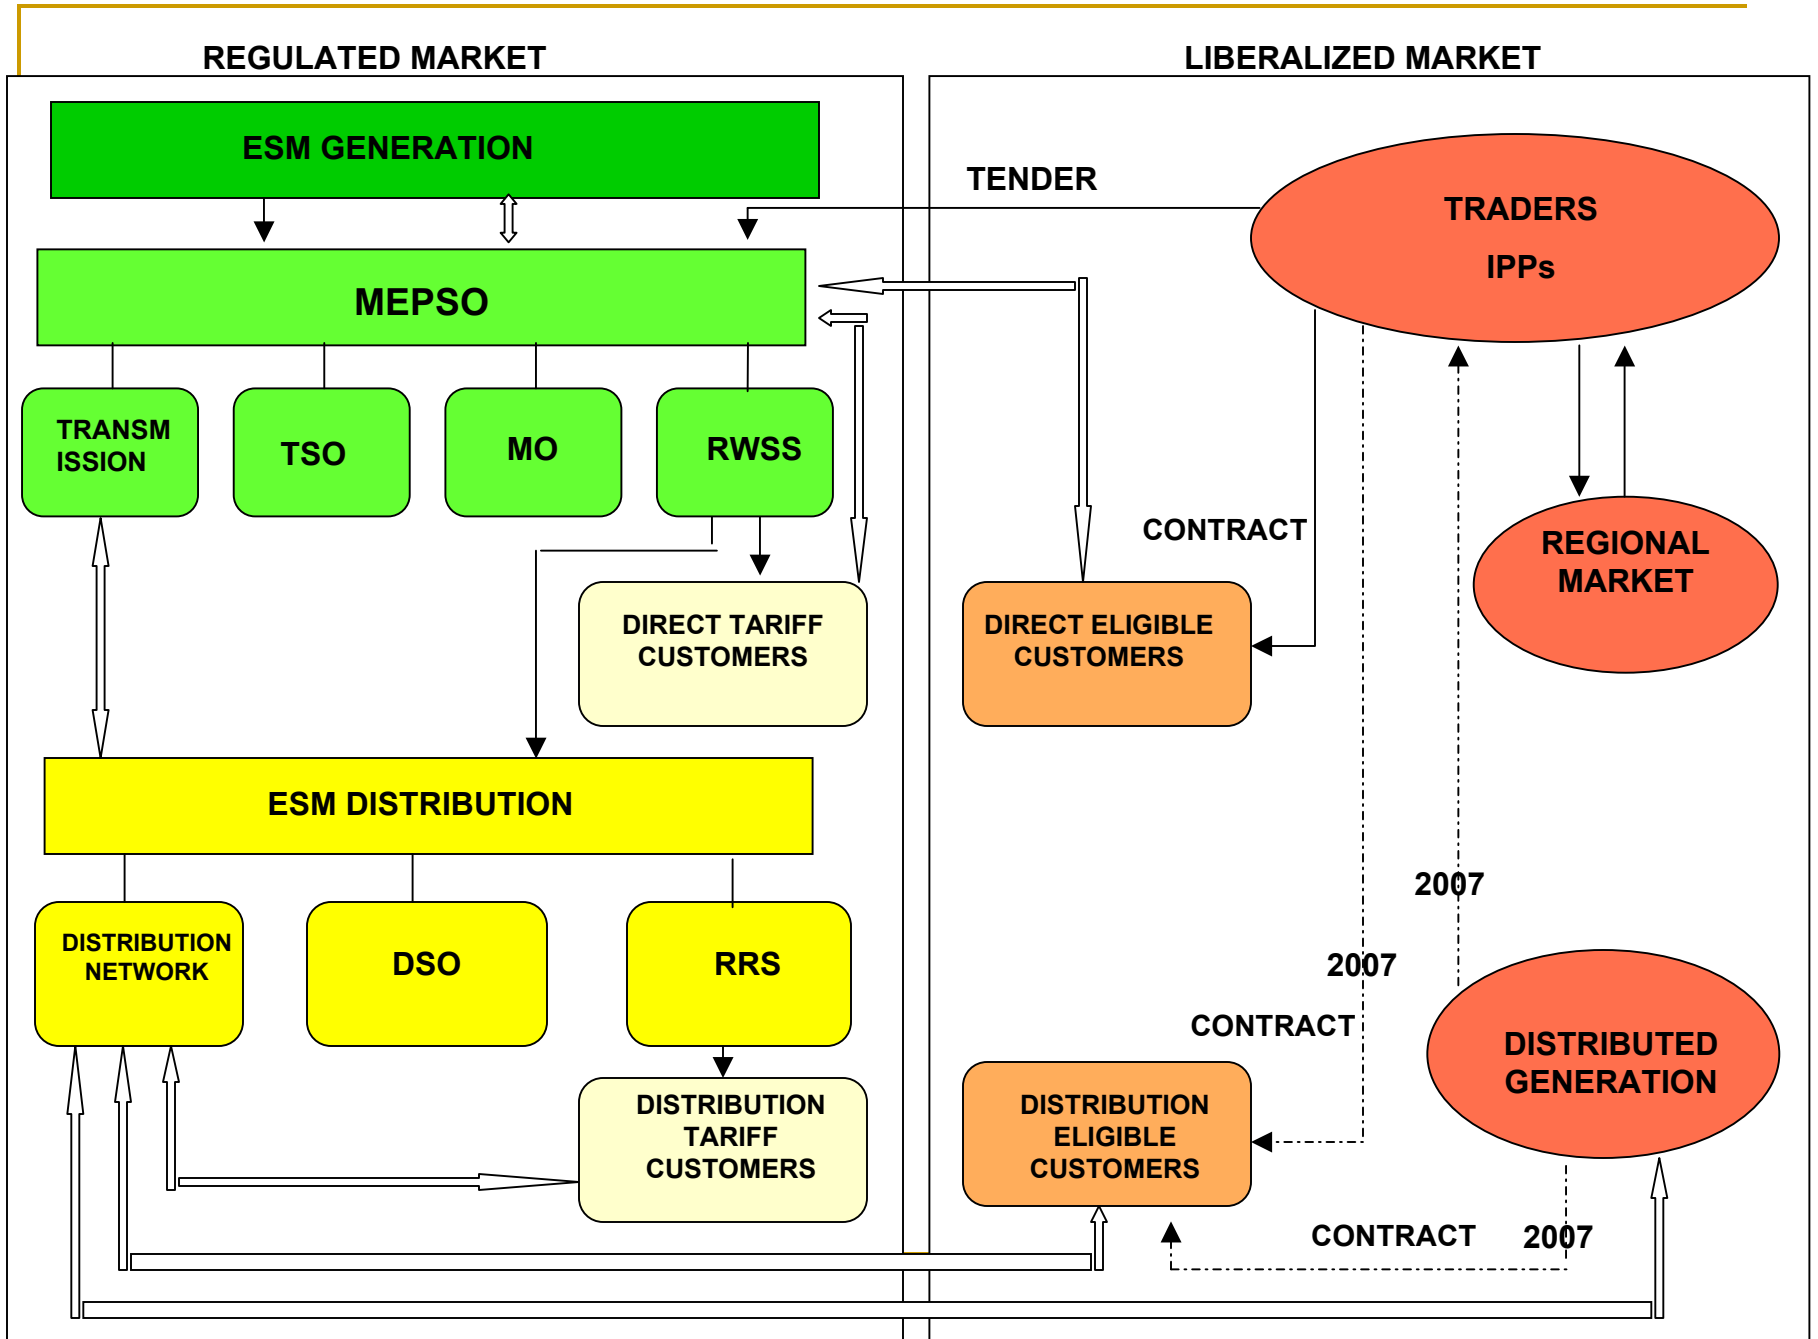 REGULATED MARKET
LIBERALIZED MARKET
ESM GENERATION
TENDER
TRADERS
IPPs
MEPSO
TRANSM
ISSION
TSO
MO
RWSS
CONTRACT
REGIONAL
MARKET
DIRECT TARIFF
CUSTOMERS
DIRECT ELIGIBLE
CUSTOMERS
ESM DISTRIBUTION
2007
DISTRIBUTION
NETWORK
DSO
RRS
2007
CONTRACT
DISTRIBUTED
GENERATION
DISTRIBUTION
TARIFF
CUSTOMERS
DISTRIBUTION
ELIGIBLE
CUSTOMERS
CONTRACT
2007